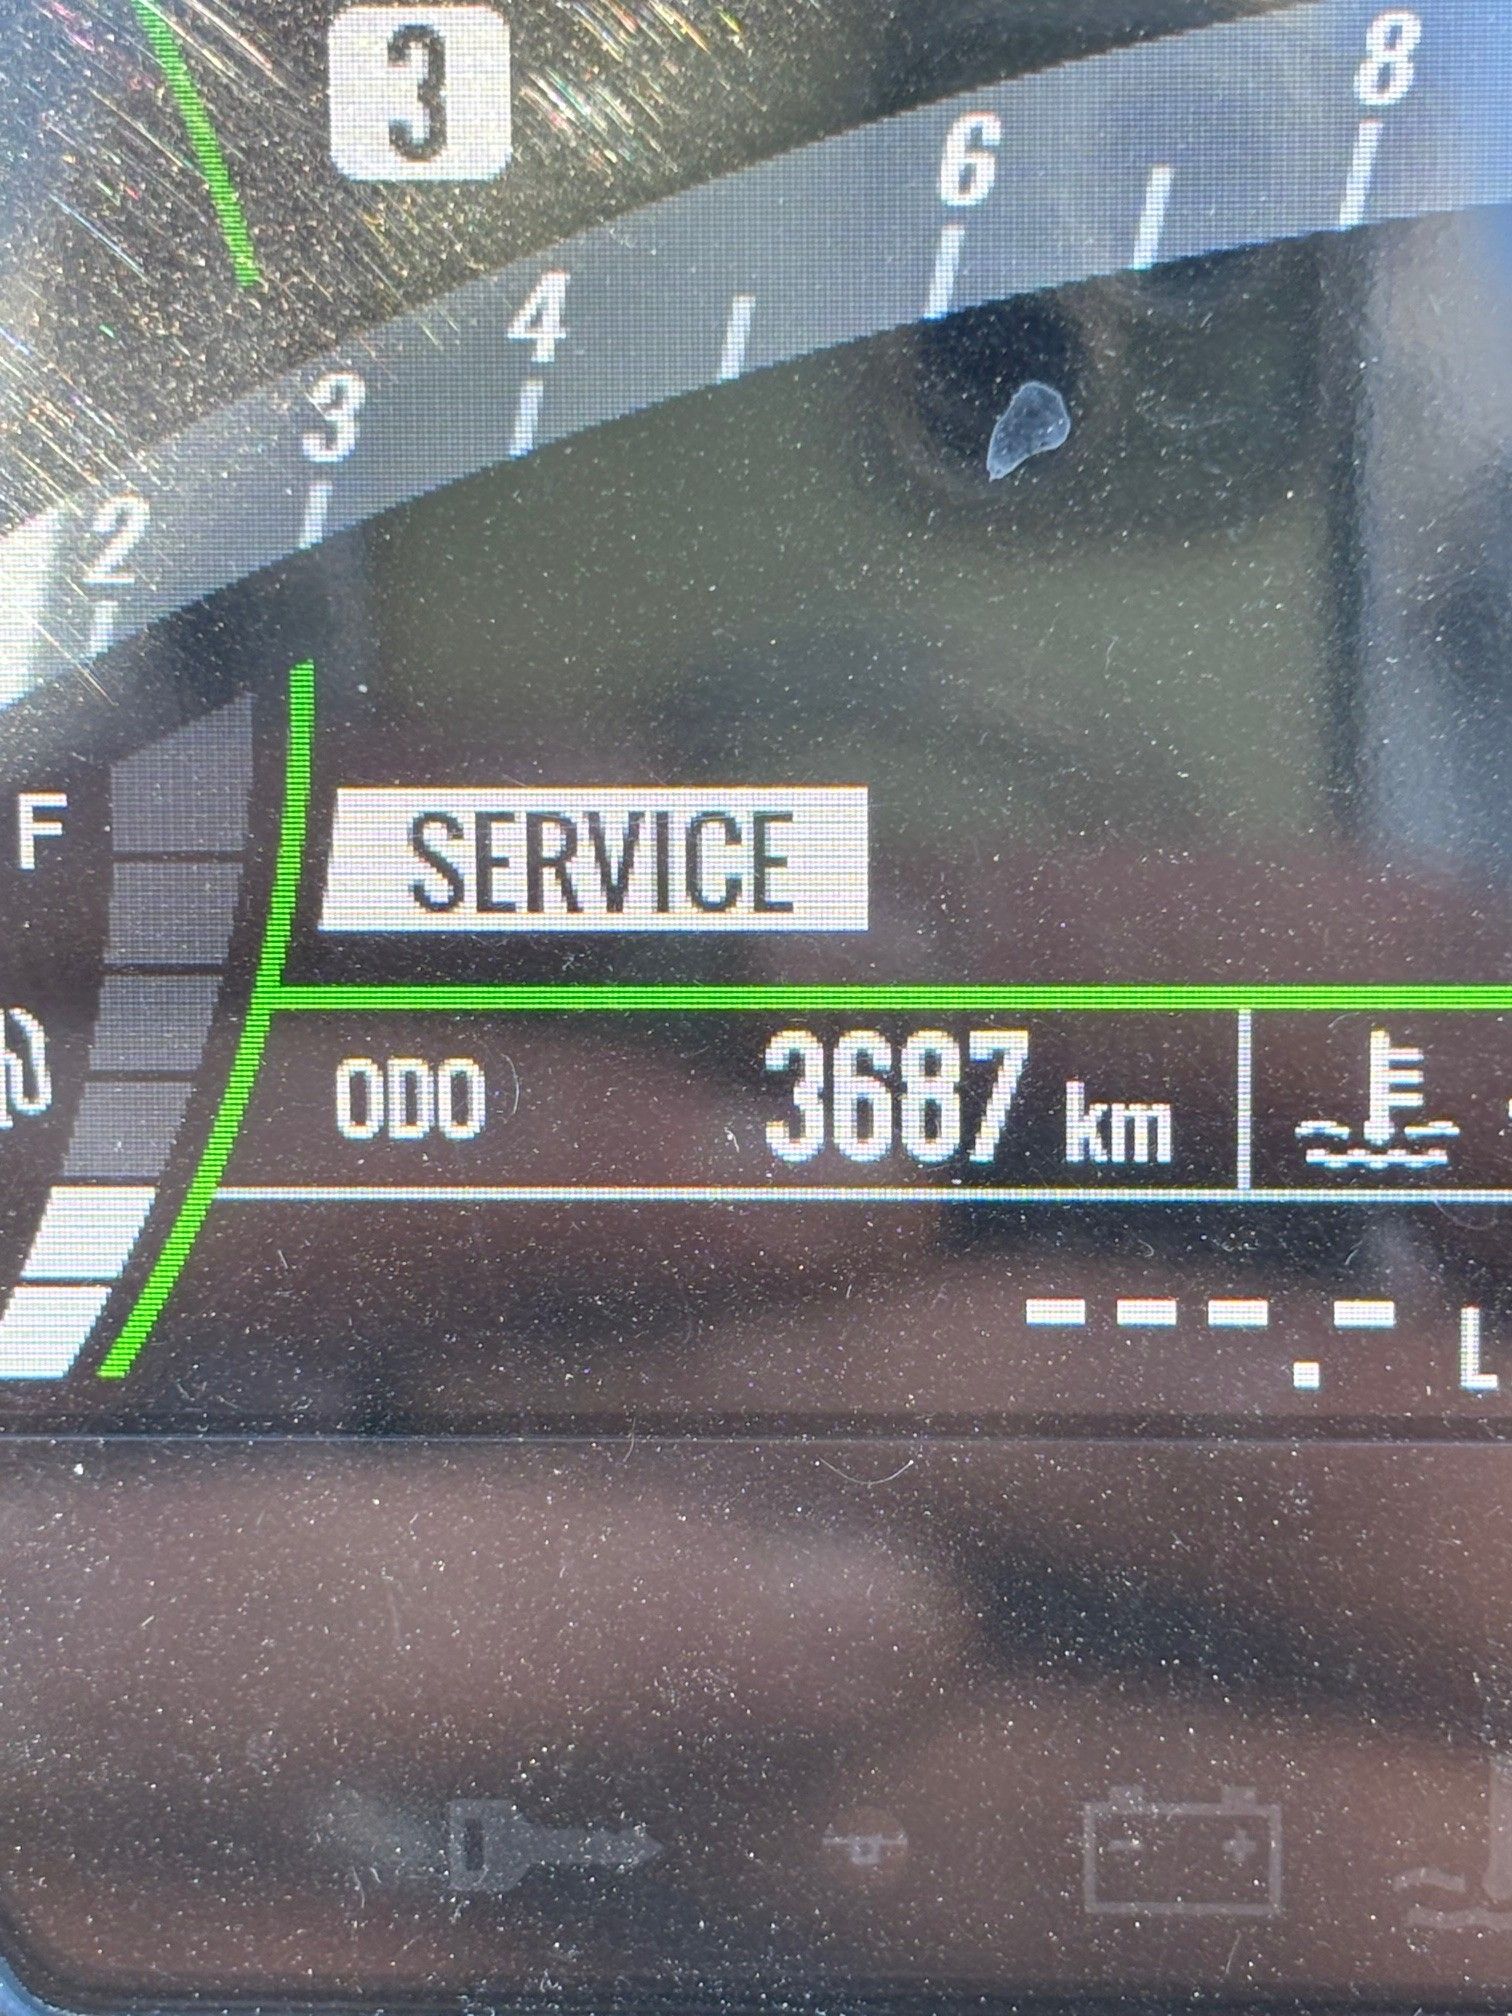 3
8
6
4
3
2
F
SERVICE
ODO 3687 km
---.- L
- +